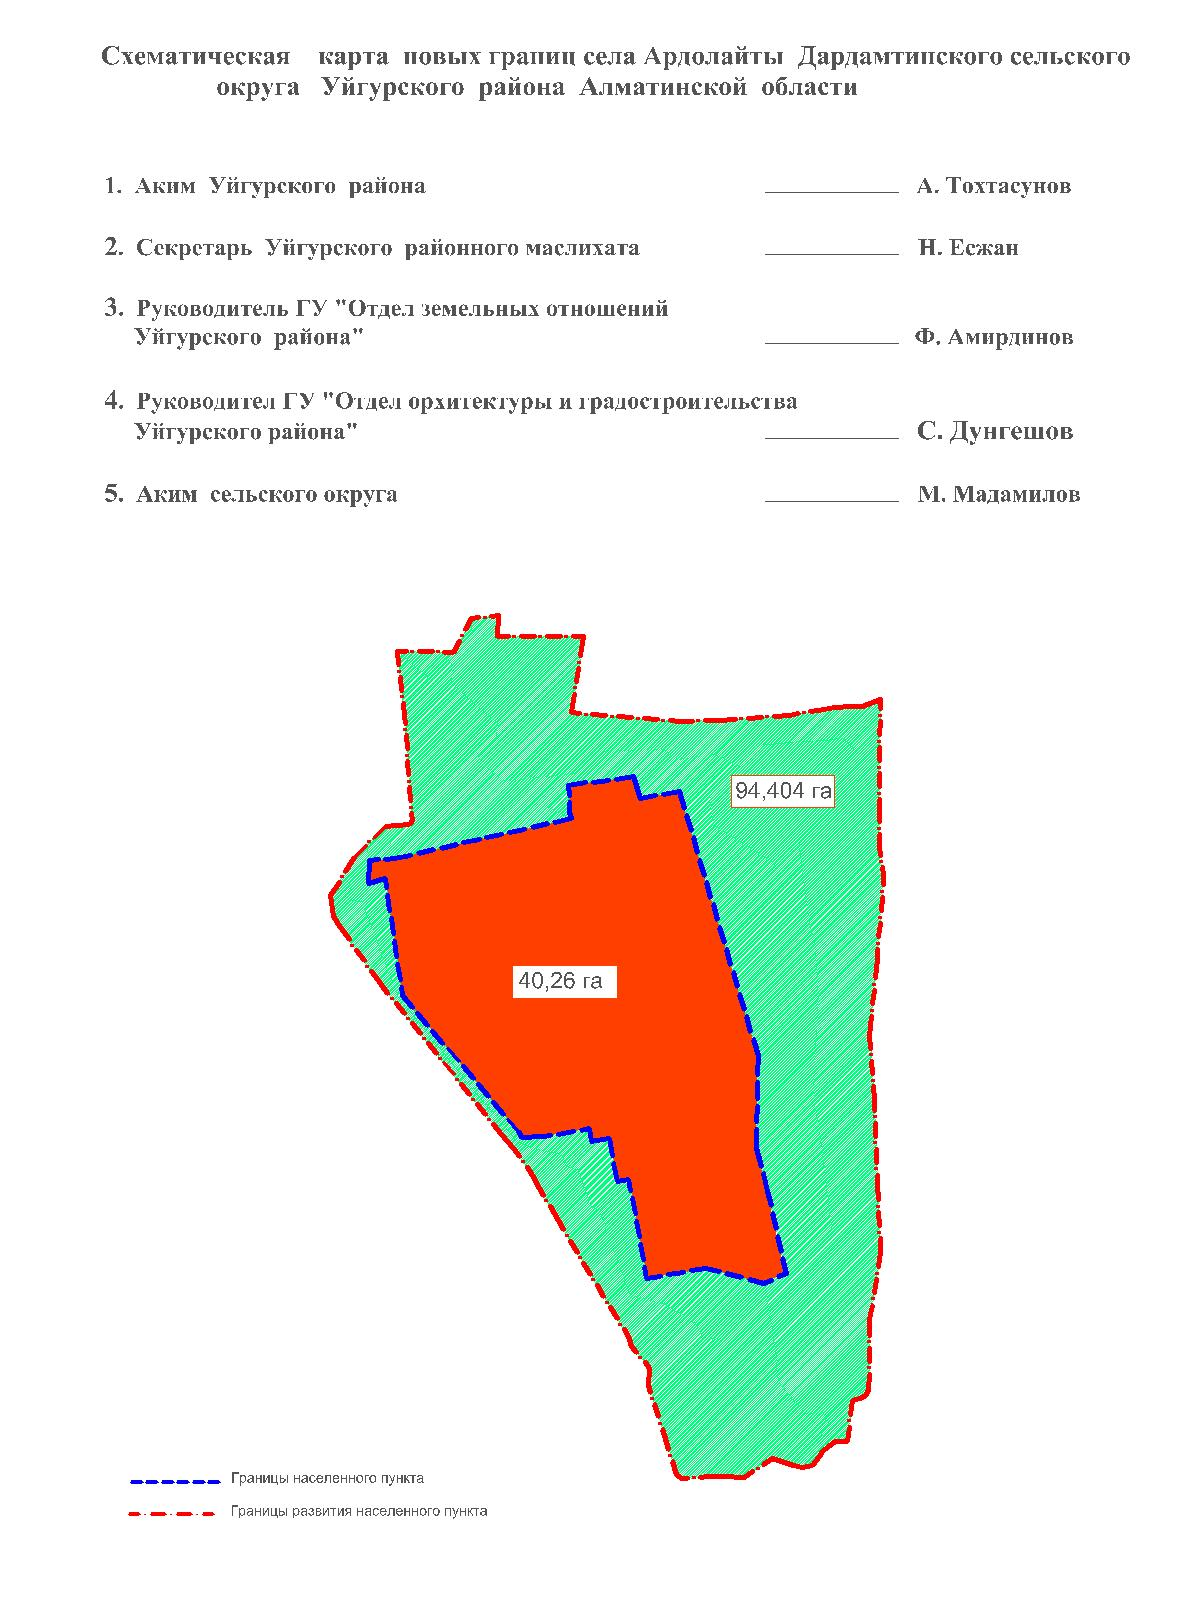 Схематическая карта новых границ села Ардолайты Дардамтинского сельского
округа Уйгурского района Алматинской области
1. Аким Уйгурского района А. Тохтасунов
2. Секретарь Уйгурского районного маслихата Н. Есжан
3. Руководитель ГУ "Отдел земельных отношений
Уйгурского района" Ф. Амирдинов
4. Руководител ГУ "Отдел орхитектуры и градостроительства
Уйгурского района" С. Дунгешов
5. Аким сельского округа М. Мадамилов
94,404 га
40,26 га
Границы населенного пункта
Границы развития населенного пункта